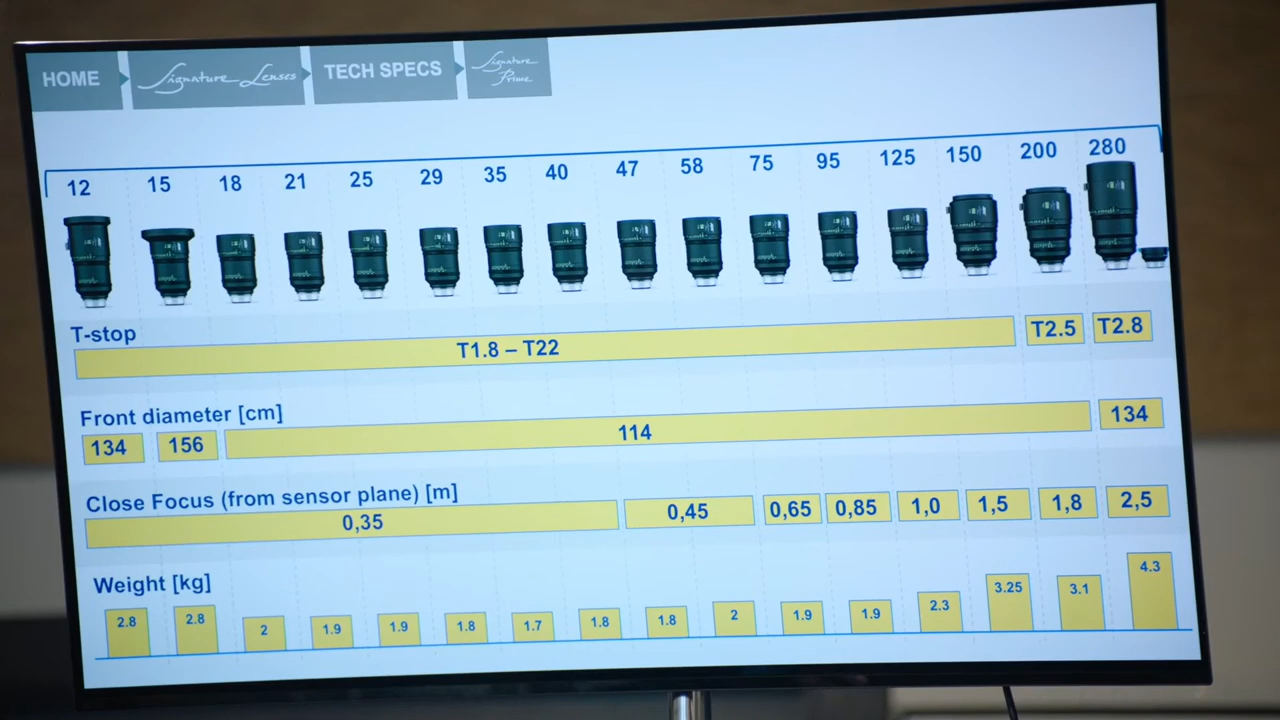 HOME Signature Lenses TECH SPECS Signature Prime
12 15 18 21 25 29 35 40 47 58 75 95 125 150 200 280
T-stop
T1.8 – T22 T2.5 T2.8
Front diameter [cm]
134 156 114 134
Close Focus (from sensor plane) [m]
0,35 0,45 0,65 0,85 1,0 1,5 1,8 2,5
Weight [kg]
2.8 2.8 2 1.9 1.9 1.8 1.7 1.8 1.8 2 1.9 1.9 2.3 3.25 3.1 4.3